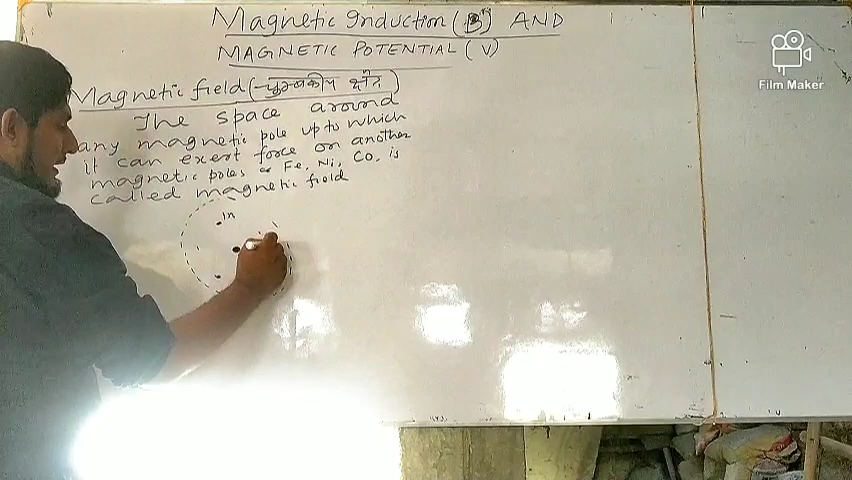 Magnetic Induction (B⃗) AND
MAGNETIC POTENTIAL (V)
Magnetic field (चुम्बकीय क्षेत्र)
The space around
any magnetic pole up to which
it can exert force on another
magnetic poles or Fe, Ni, Co, is
called magnetic field
Film Maker